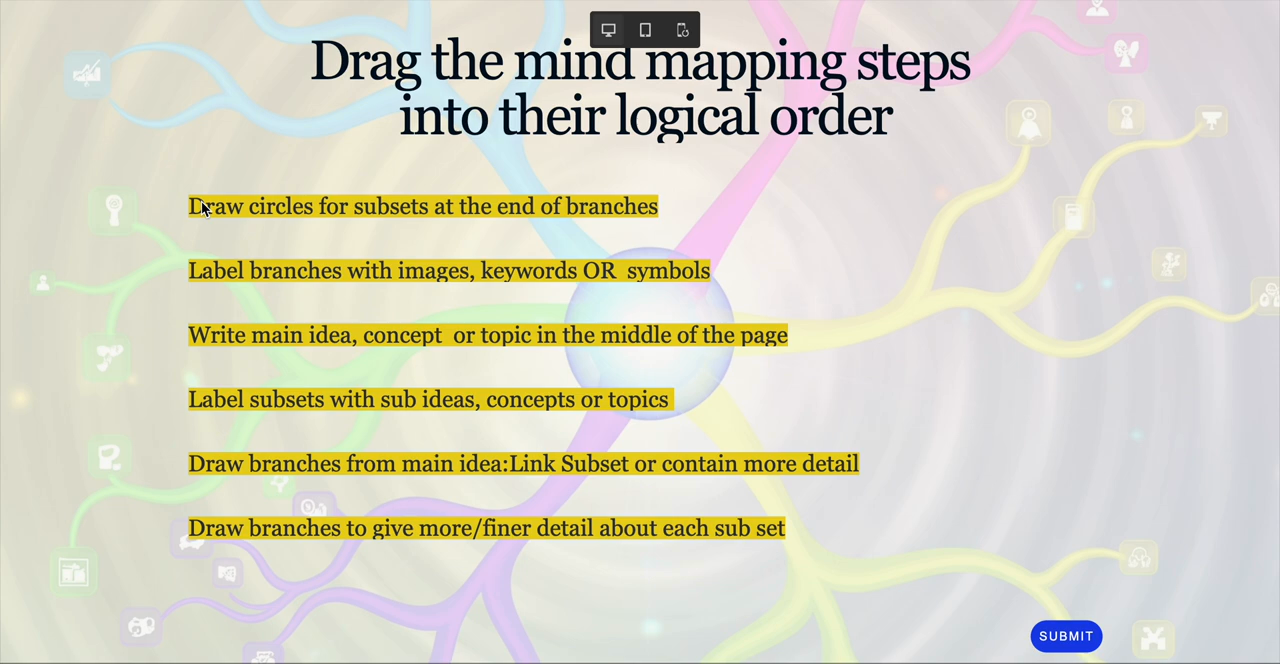 Drag the mind mapping steps
into their logical order
Draw circles for subsets at the end of branches
Label branches with images, keywords OR  symbols
Write main idea, concept  or topic in the middle of the page
Label subsets with sub ideas, concepts or topics
Draw branches from main idea:Link Subset or contain more detail
Draw branches to give more/finer detail about each sub set
SUBMIT